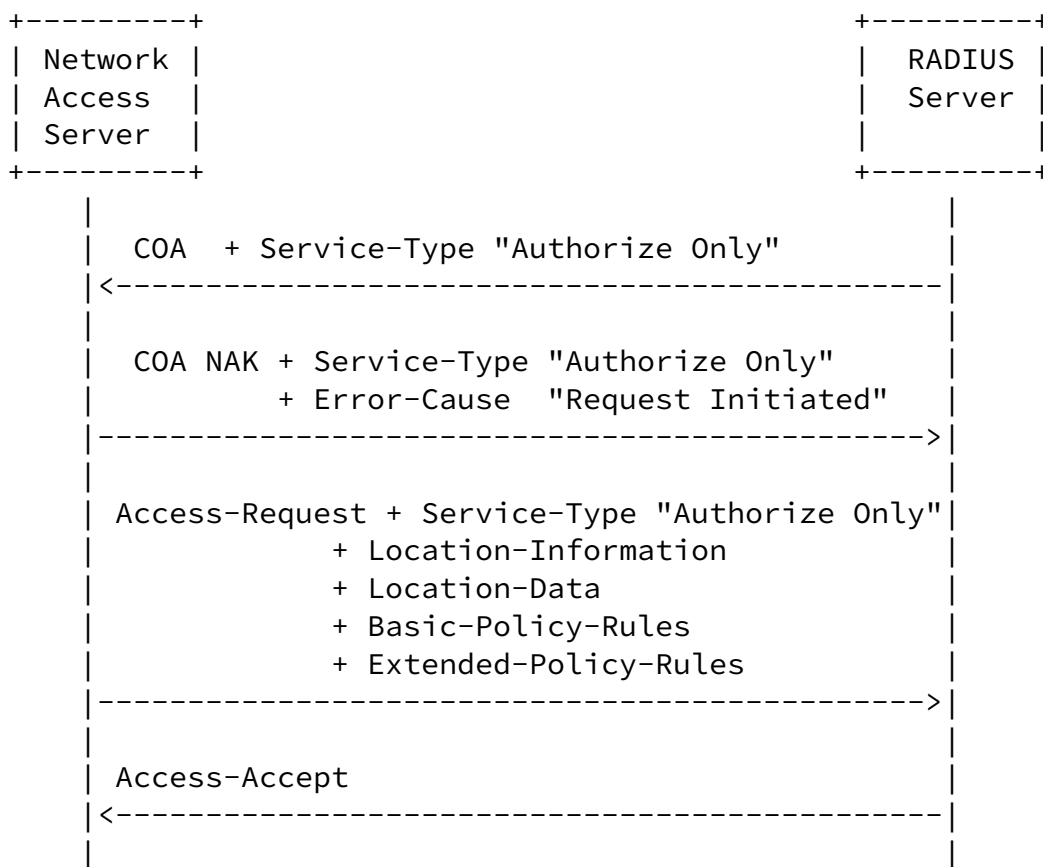 Network RADIUS
Access Server
Server
COA + Service-Type "Authorize Only"
COA NAK + Service-Type "Authorize Only"
+ Error-Cause "Request Initiated"
Access-Request + Service-Type "Authorize Only"
+ Location-Information
+ Location-Data
+ Basic-Policy-Rules
+ Extended-Policy-Rules
Access-Accept